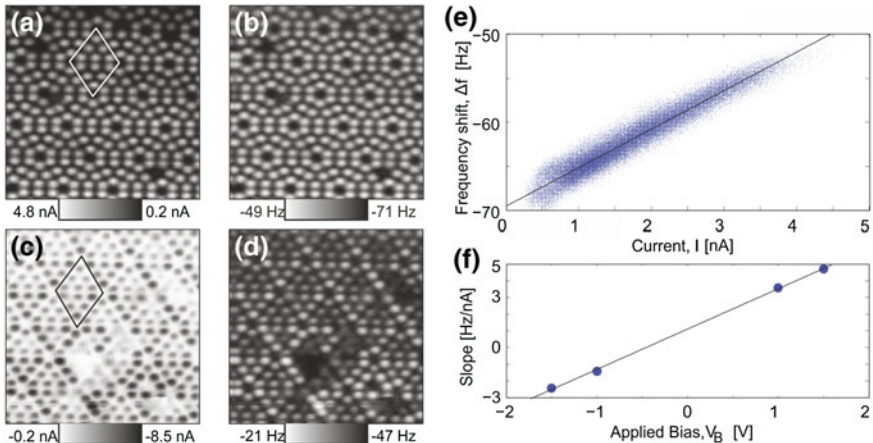 (a)
(b)
4.8 nA 0.2 nA
-49 Hz -71 Hz
(c)
(d)
-0.2 nA -8.5 nA
-21 Hz -47 Hz
(e)
Frequency shift, Δf [Hz]
−50
−60
−70
0 1 2 3 4 5
Current, I [nA]
(f)
Slope [Hz/nA]
5
3
0
−3
−2 −1 0 1 2
Applied Bias,V_B [V]